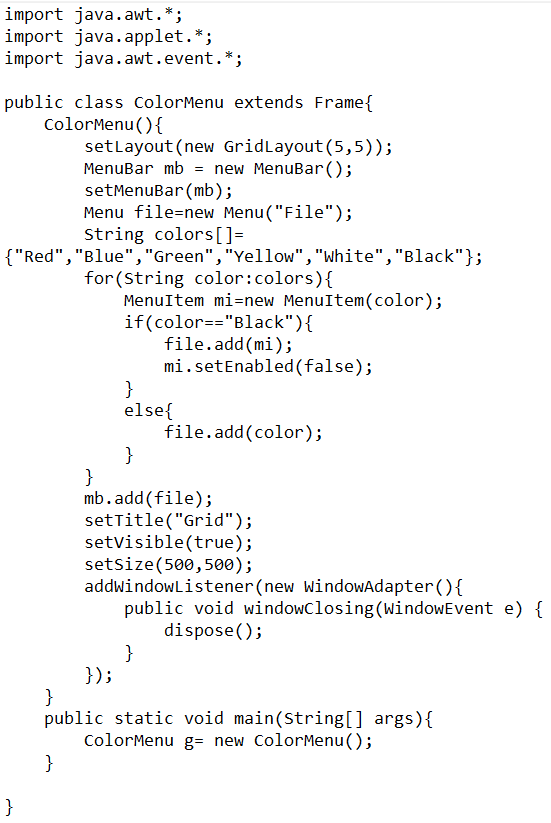 import java.awt.*;
import java.applet.*;
import java.awt.event.*;

public class ColorMenu extends Frame{
    ColorMenu(){
        setLayout(new GridLayout(5,5));
        MenuBar mb = new MenuBar();
        setMenuBar(mb);
        Menu file=new Menu("File");
        String colors[]=
{"Red","Blue","Green","Yellow","White","Black"};
        for(String color:colors){
            MenuItem mi=new MenuItem(color);
            if(color=="Black"){
                file.add(mi);
                mi.setEnabled(false);
            }
            else{
                file.add(color);
            }
        }
        mb.add(file);
        setTitle("Grid");
        setVisible(true);
        setSize(500,500);
        addWindowListener(new WindowAdapter(){
            public void windowClosing(WindowEvent e) {
                dispose();
            }
        });
    }
    public static void main(String[] args){
        ColorMenu g= new ColorMenu();
    }

}